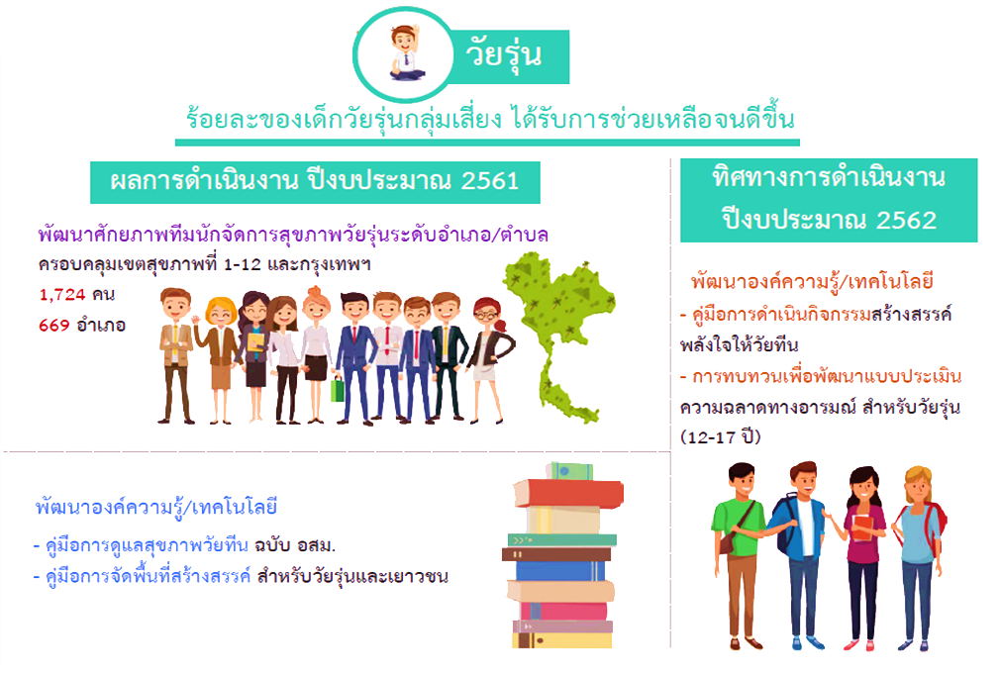 วัยรุ่น
ร้อยละของเด็กวัยรุ่นกลุ่มเสี่ยง ได้รับการช่วยเหลือจนดีขึ้น
ผลการดำเนินงาน ปีงบประมาณ 2561
พัฒนาศักยภาพทีมนักจัดการสุขภาพวัยรุ่นระดับอำเภอ/ตำบล
ครอบคลุมเขตสุขภาพที่ 1-12 และกรุงเทพฯ
1,724 คน
669 อำเภอ
พัฒนาองค์ความรู้/เทคโนโลยี
- คู่มือการดูแลสุขภาพวัยทีน ฉบับ อสม.
- คู่มือการจัดพื้นที่สร้างสรรค์ สำหรับวัยรุ่นและเยาวชน
ทิศทางการดำเนินงาน
ปีงบประมาณ 2562
พัฒนาองค์ความรู้/เทคโนโลยี
- คู่มือการดำเนินกิจกรรมสร้างสรรค์
พลังใจให้วัยทีน
- การทบทวนเพื่อพัฒนาแบบประเมิน
ความฉลาดทางอารมณ์ สำหรับวัยรุ่น
(12-17 ปี)